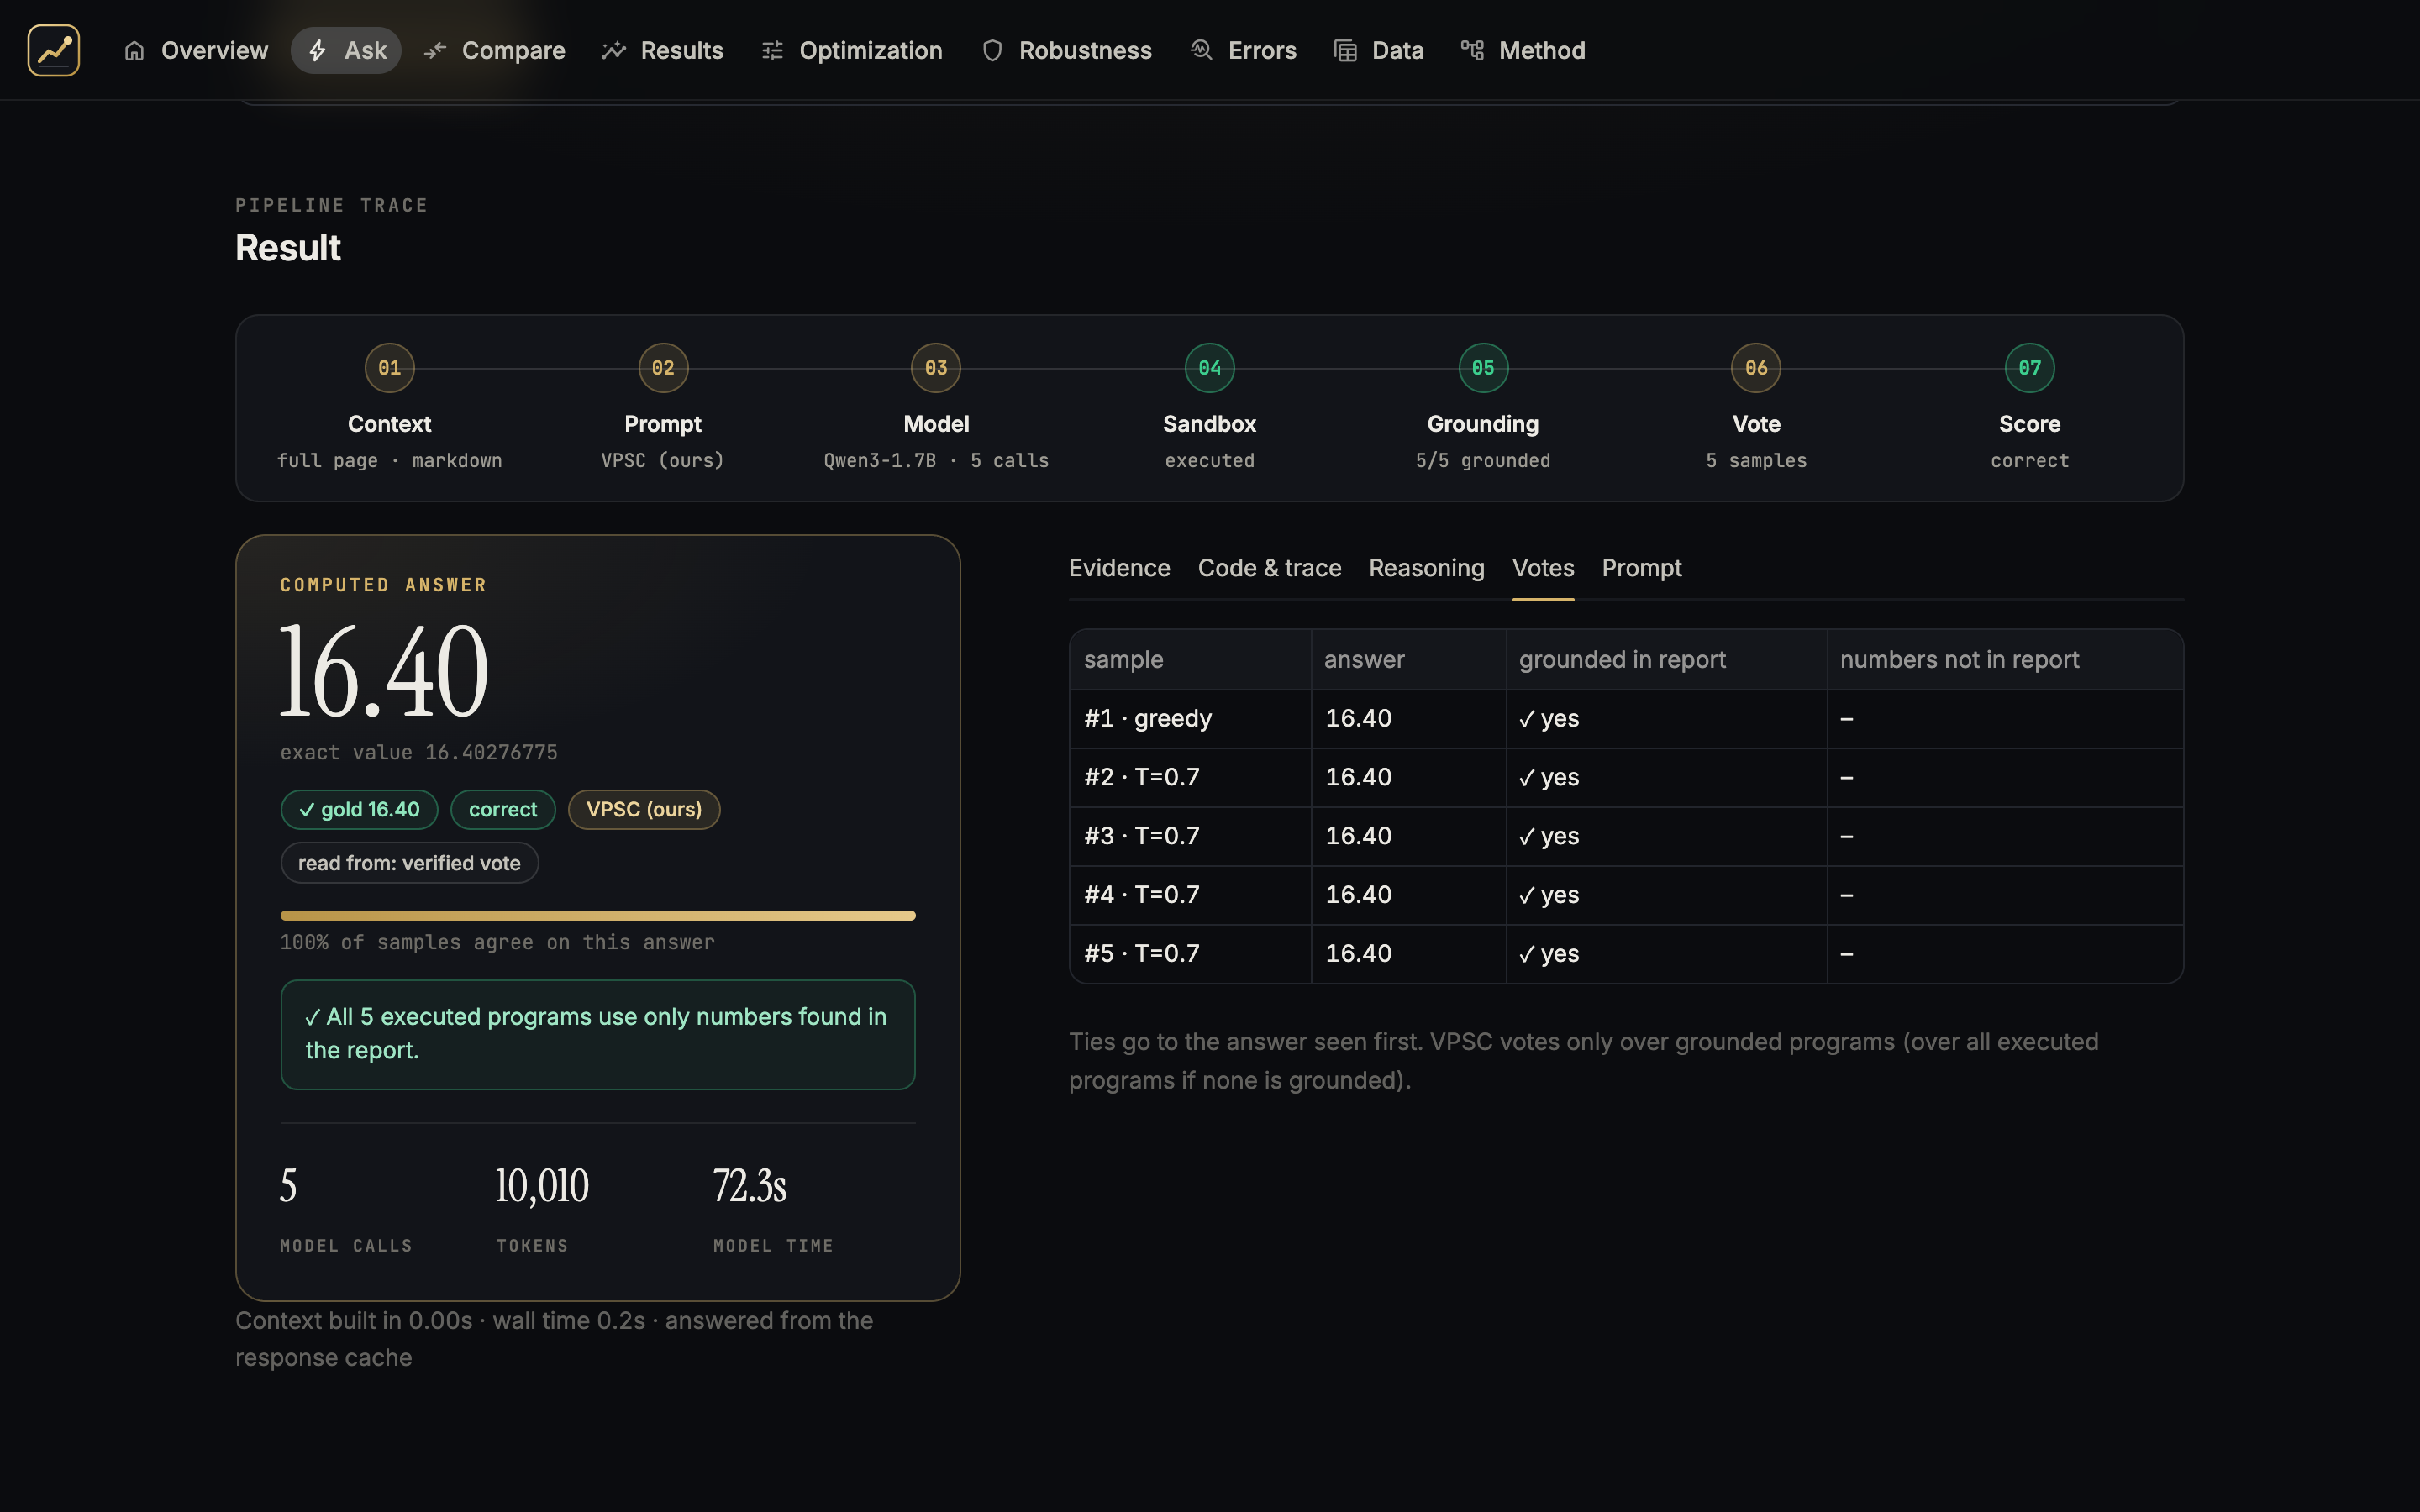 Overview Ask Compare Results Optimization Robustness Errors Data Method
PIPELINE TRACE
Result
01 02 03 04 05 06 07
Context Prompt Model Sandbox Grounding Vote Score
full page · markdown VPSC (ours) Qwen3-1.7B · 5 calls executed 5/5 grounded 5 samples correct
COMPUTED ANSWER
16.40
exact value 16.40276775
✓ gold 16.40 correct VPSC (ours)
read from: verified vote
100% of samples agree on this answer
✓ All 5 executed programs use only numbers found in
the report.
5 10,010 72.3s
MODEL CALLS TOKENS MODEL TIME
Context built in 0.00s · wall time 0.2s · answered from the
response cache
Evidence Code & trace Reasoning Votes Prompt
sample answer grounded in report numbers not in report
#1 · greedy 16.40 ✓ yes –
#2 · T=0.7 16.40 ✓ yes –
#3 · T=0.7 16.40 ✓ yes –
#4 · T=0.7 16.40 ✓ yes –
#5 · T=0.7 16.40 ✓ yes –
Ties go to the answer seen first. VPSC votes only over grounded programs (over all executed
programs if none is grounded).